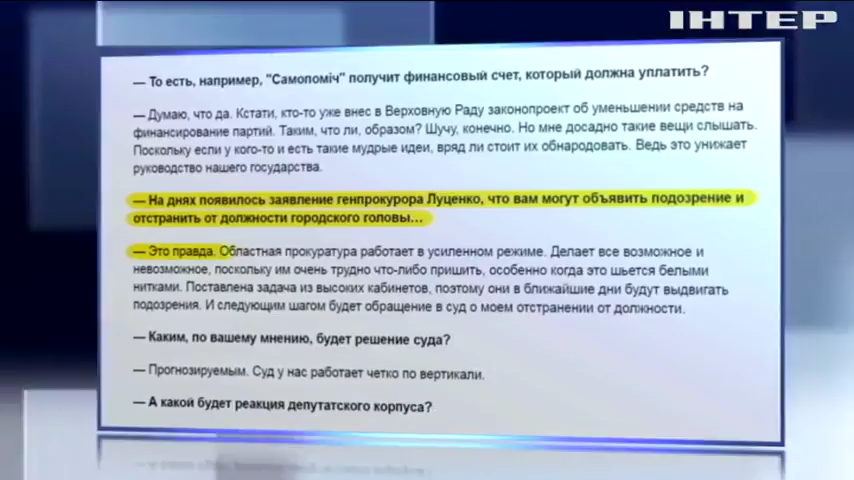 ІНТЕР
— То есть, например, "Самопоміч" получит финансовый счет, который должна уплатить?
— Думаю, что да. Кстати, кто-то уже внес в Верховную Раду законопроект об уменьшении средств на
финансирование партий. Таким, что ли, образом? Шучу, конечно. Но мне досадно такие вещи слышать.
Поскольку если у кого-то и есть такие мудрые идеи, вряд ли стоит их обнародовать. Ведь это унижает
руководство нашего государства.
— На днях появилось заявление генпрокурора Луценко, что вам могут объявить подозрение и
отстранить от должности городского головы...
— Это правда. Областная прокуратура работает в усиленном режиме. Делает все возможное и
невозможное, поскольку им очень трудно что-либо пришить, особенно когда это шьется белыми
нитками. Поставлена задача из высоких кабинетов, поэтому они в ближайшие дни будут выдвигать
подозрения. И следующим шагом будет обращение в суд о моем отстранении от должности.
— Каким, по вашему мнению, будет решение суда?
— Прогнозируемым. Суд у нас работает четко по вертикали.
— А какой будет реакция депутатского корпуса?